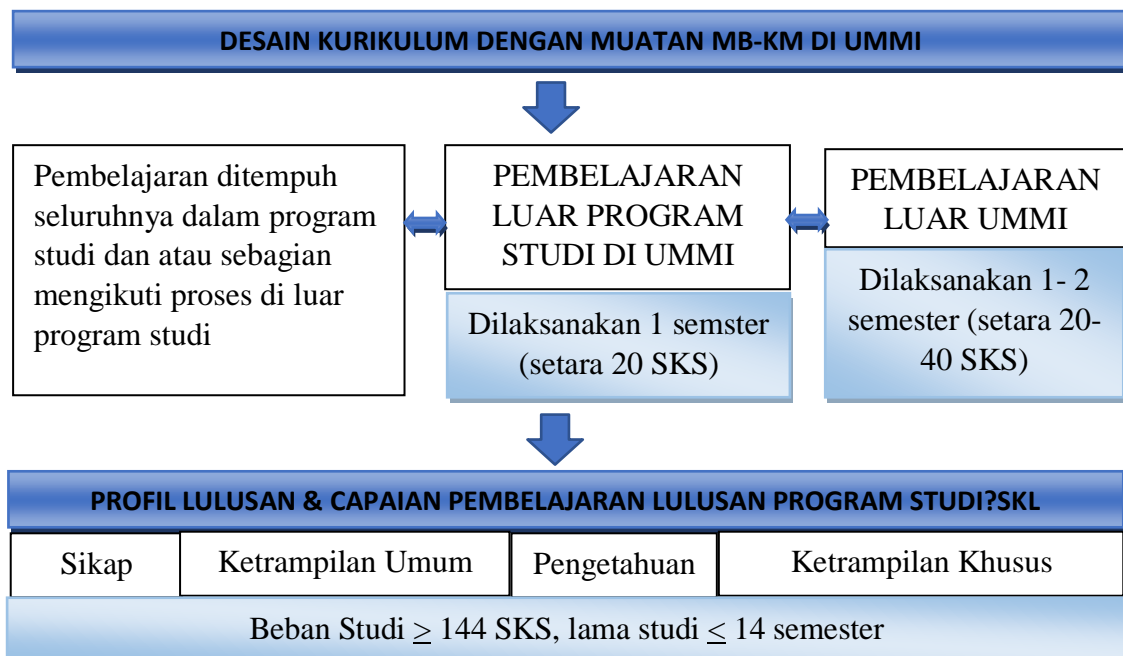 DESAIN KURIKULUM DENGAN MUATAN MB-KM DI UMMI
Pembelajaran ditempuh
seluruhnya dalam program
studi dan atau sebagian
mengikuti proses di luar
program studi
PEMBELAJARAN
LUAR PROGRAM
STUDI DI UMMI
Dilaksanakan 1 semster
(setara 20 SKS)
PEMBELAJARAN
LUAR UMMI
Dilaksanakan 1- 2
semester (setara 20-
40 SKS)
PROFIL LULUSAN & CAPAIAN PEMBELAJARAN LULUSAN PROGRAM STUDI?SKL
Sikap
Ketrampilan Umum
Pengetahuan
Ketrampilan Khusus
Beban Studi ≥ 144 SKS, lama studi ≤ 14 semester